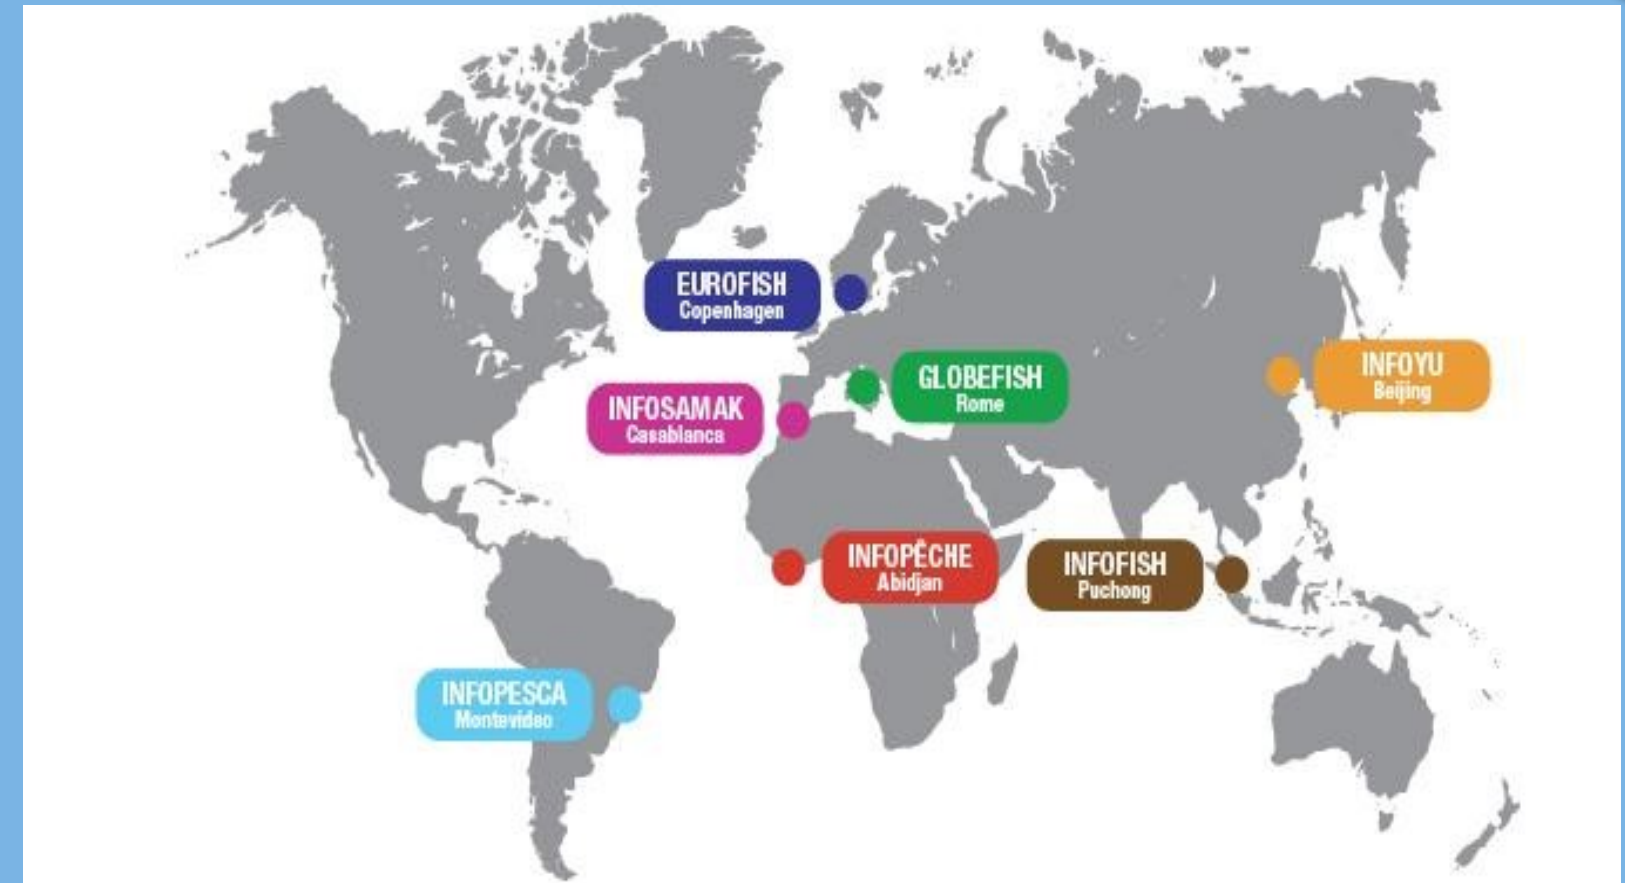 EUROFISH
Copenhagen
INFOYU
Beijing
GLOBEFISH
Rome
INFOSAMAK
Casablanca
INFOPÊCHE
Abidjan
INFOFISH
Puchong
INFOPESCA
Montevideo